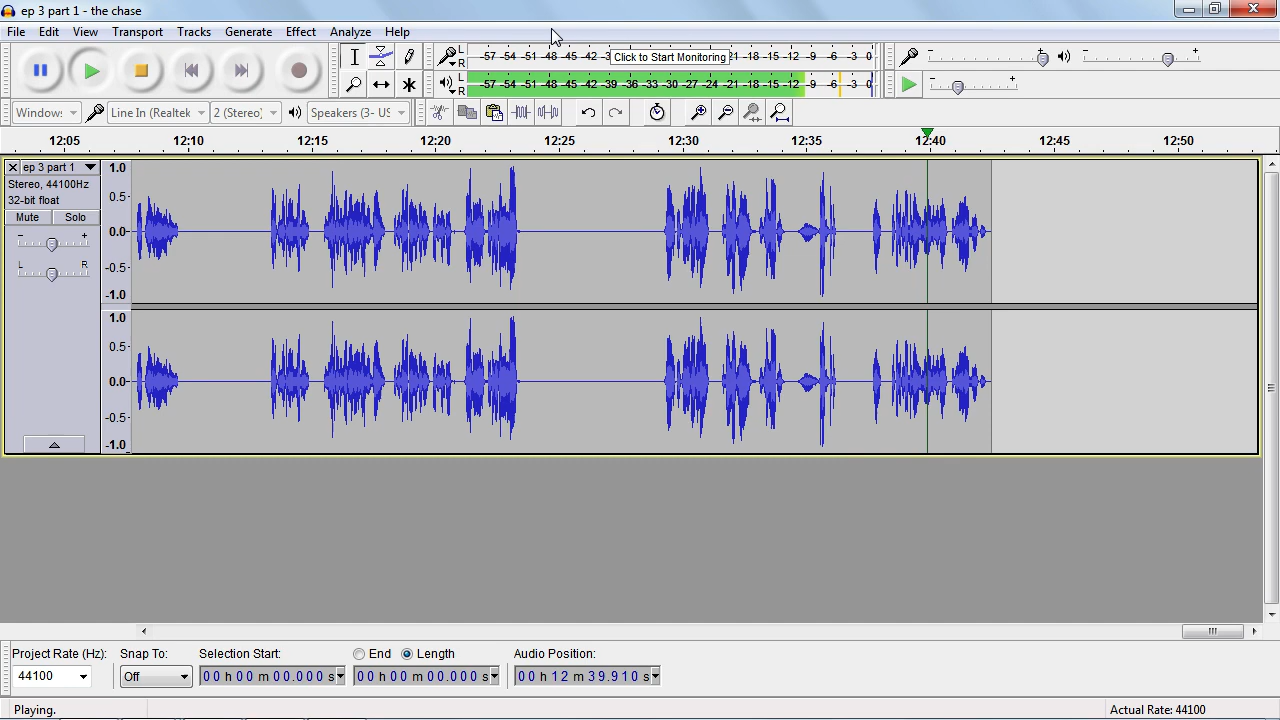 ep 3 part 1 - the chase
File Edit View Transport Tracks Generate Effect Analyze Help
L -57 -54 -51 -48 -45 -42 Click to Start Monitoring -18 -15 -12 -9 -6 -3 0
R
L -57 -54 -51 -48 -45 -42 -39 -36 -33 -30 -27 -24 -21 -18 -15 -12 -9 -6 -3 0
R
Line In (Realtek 2 (Stereo) Speakers (3- US
12:05 12:10 12:15 12:20 12:25 12:30 12:35 12:40 12:45 12:50
ep 3 part 1
Stereo, 44100Hz
32-bit float
Mute Solo
- +
L R
1.0
0.5
0.0
-0.5
-1.0
1.0
0.5
0.0
-0.5
-1.0
Project Rate (Hz): Snap To: Selection Start: End Length Audio Position:
44100 Off 00 h 00 m 00.000 s 00 h 00 m 00.000 s 00 h 12 m 39.910 s
Playing. Actual Rate: 44100